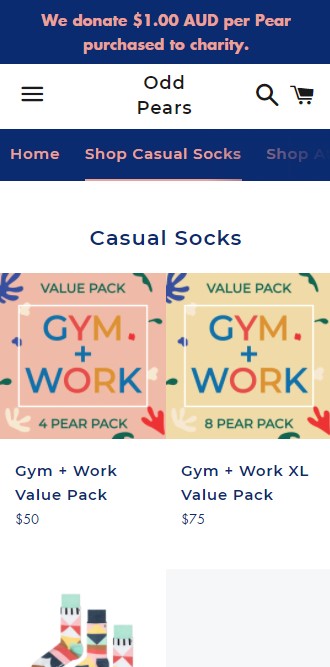 We donate $1.00 AUD per Pear
purchased to charity.
Odd
Pears
Home Shop Casual Socks Shop A
Casual Socks
VALUE PACK
GYM.
+
WORK
4 PEAR PACK
VALUE PACK
GYM.
+
WORK
8 PEAR PACK
Gym + Work
Value Pack
$50
Gym + Work XL
Value Pack
$75